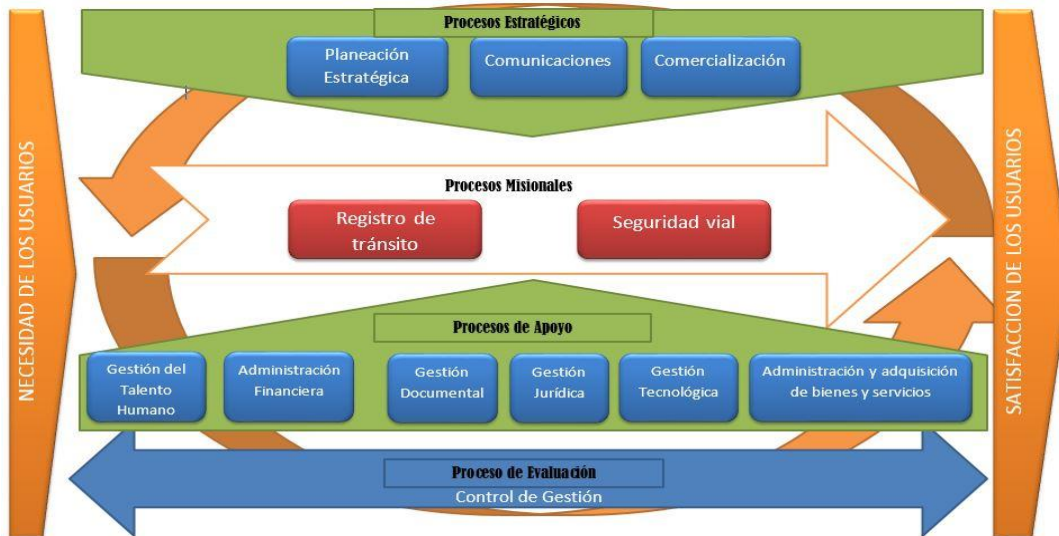 Procesos Estratégicos
Planeación
Estratégica
Comunicaciones
Comercialización
NECESIDAD DE LOS USUARIOS
Procesos Misionales
Registro de
tránsito
Seguridad vial
SATISFACCION DE LOS USUARIOS
Procesos de Apoyo
Gestión del
Talento
Humano
Administración
Financiera
Gestión
Documental
Gestión
Jurídica
Gestión
Tecnológica
Administración y adquisición
de bienes y servicios
Proceso de Evaluación
Control de Gestión